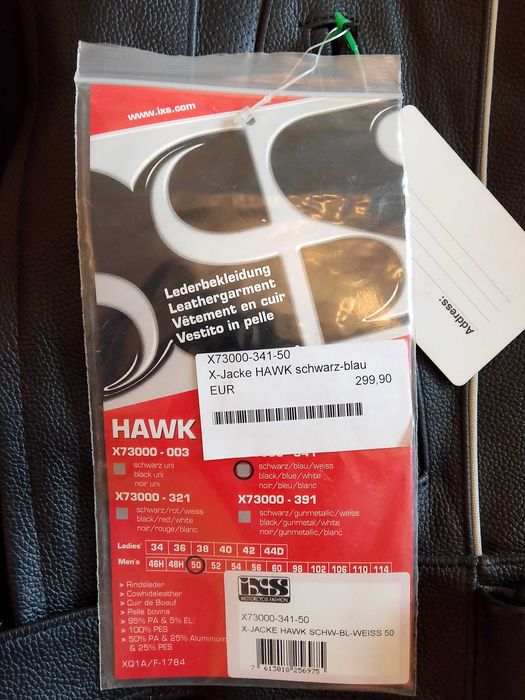 www.ixs.com
Lederbekleidung
Leathergarment
Vêtement en cuir
Vestito in pelle
Address:
X73000-341-50
X-Jacke HAWK schwarz-blau
EUR 299,90
HAWK
X73000 - 003
schwarz uni
black uni
noir uni
schwarz/blau/weiss
black/blue/white
noir/bleu/blanc
X73000 - 321
schwarz/rot/weiss
black/red/white
noir/rouge/blanc
X73000 - 391
schwarz/gunmetallic/weiss
black/gunmetal/white
noir/gunmetal/blanc
Ladies' 34 36 38 40 42 44D
Men's 46H 48H 50 52 54 56 60 98 102 106 110 114
> Rindsleder
> Cowhideleather
> Cuir de Boeuf
> Pelle bovina
> 95% PA & 5% EL
> 100% PES
> 50% PA & 25% Aluminium
& 25% PES
XQ1A/F-1784
ixs
MOTORCYCLE FASHION
X73000-341-50
X-JACKE HAWK SCHW-BL-WEISS 50
7 613018 256975